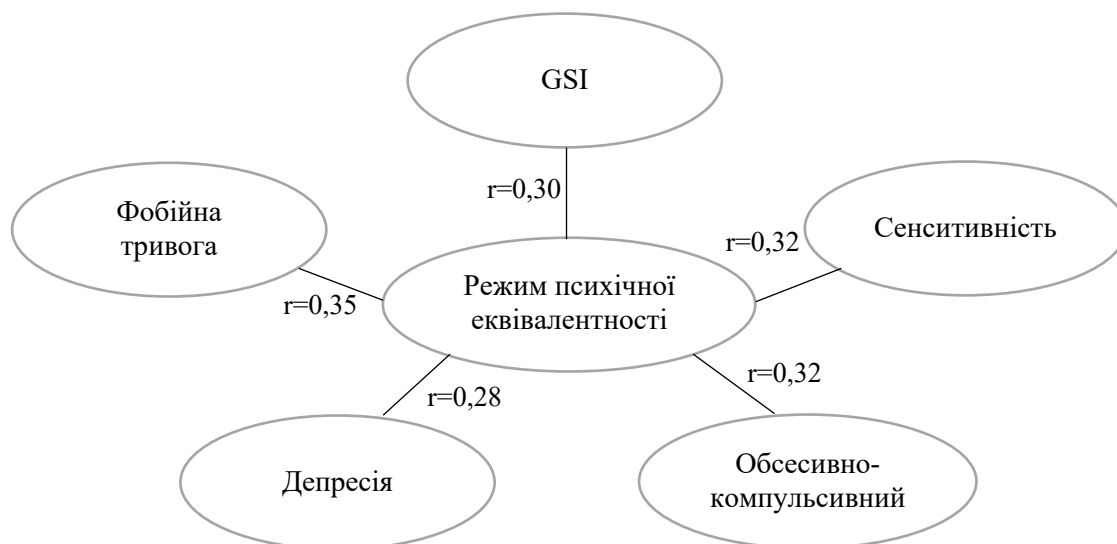 GSI
r=0,30
Фобійна
тривога
Сенситивність
r=0,32
r=0,35
Режим психічної
еквівалентності
r=0,28
r=0,32
Депресія
Обсесивно-
компульсивний